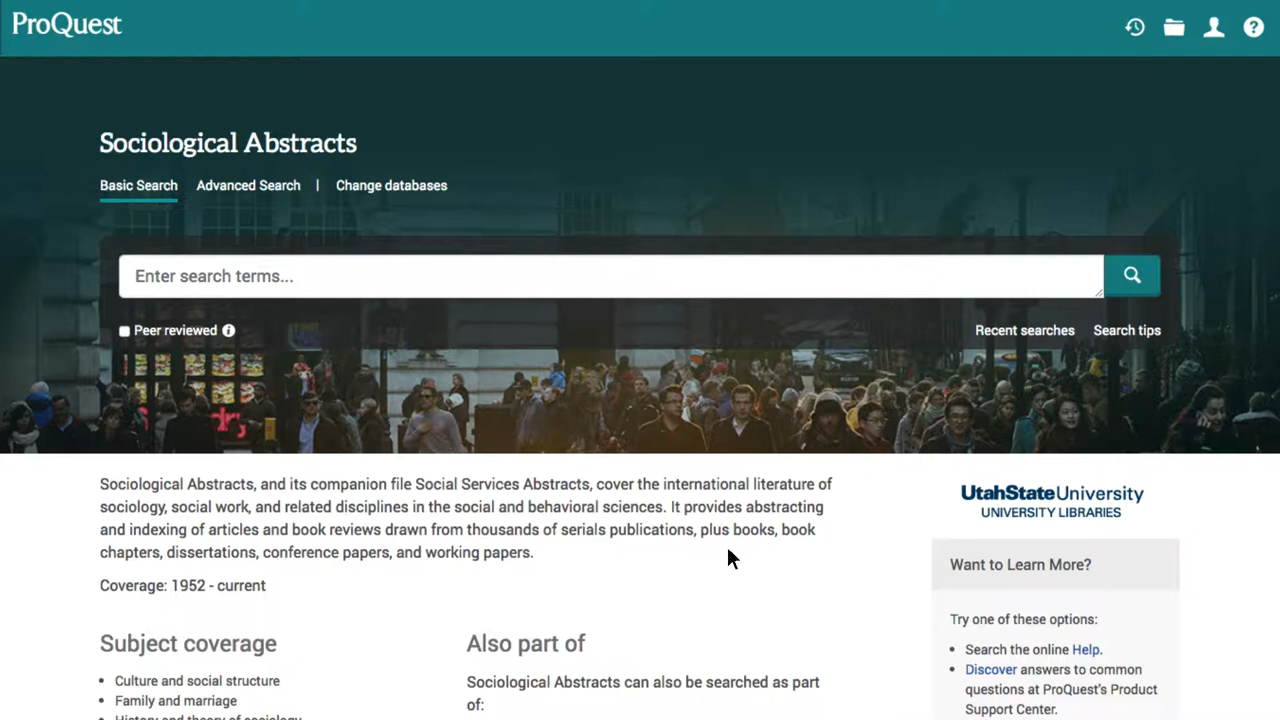 ProQuest
Sociological Abstracts
Basic Search Advanced Search | Change databases
Enter search terms...
Peer reviewed
Recent searches Search tips
Sociological Abstracts, and its companion file Social Services Abstracts, cover the international literature of
sociology, social work, and related disciplines in the social and behavioral sciences. It provides abstracting
and indexing of articles and book reviews drawn from thousands of serials publications, plus books, book
chapters, dissertations, conference papers, and working papers.
Coverage: 1952 - current
Subject coverage
• Culture and social structure
• Family and marriage
• History and theory of sociology
Also part of
Sociological Abstracts can also be searched as part
of:
UtahStateUniversity
UNIVERSITY LIBRARIES
Want to Learn More?
Try one of these options:
• Search the online Help.
• Discover answers to common
questions at ProQuest's Product
Support Center.